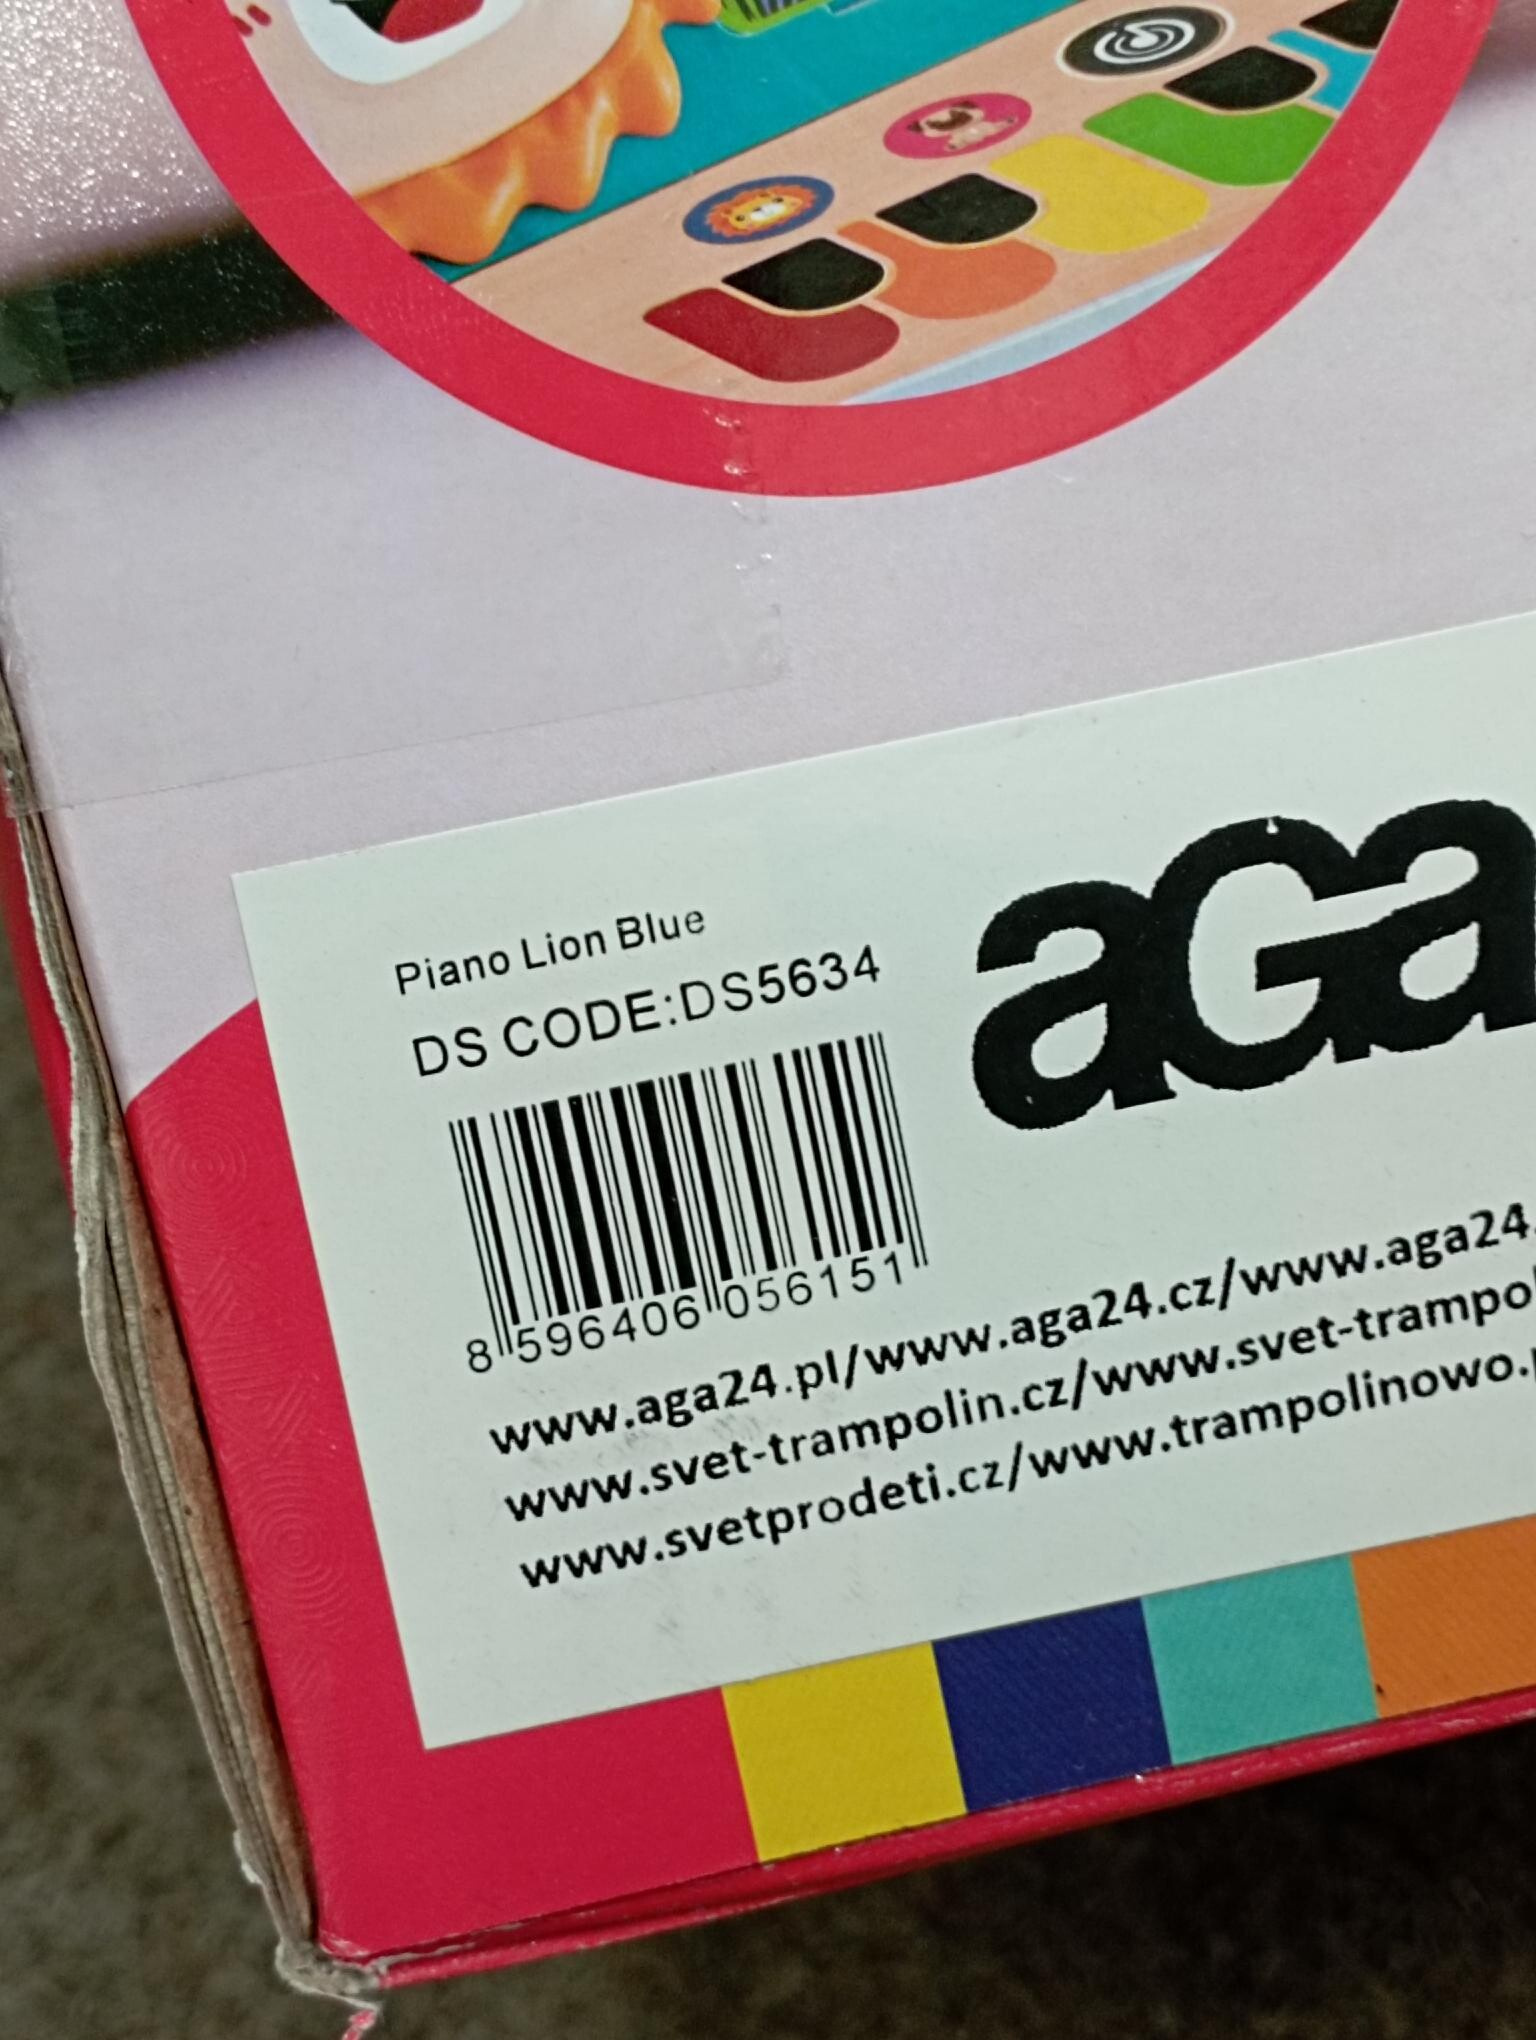 Piano Lion Blue
DS CODE:DS5634
aGa
8 596406 056151
www.aga24.pl/www.aga24.cz/www.aga24.
www.svet-trampolin.cz/www.svet-trampol
www.svetprodeti.cz/www.trampolinowo.p